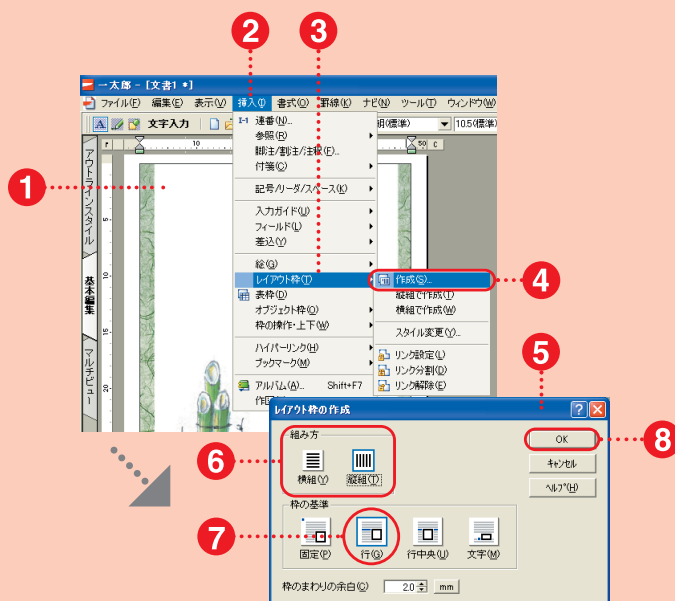 2 3
一太郎 - [文書1 *]
ファイル(F) 編集(E) 表示(V) 挿入(I) 書式(O) 罫線(K) ナビ(N) ツール(T) ウィンドウ(W)
A 文字入力 明(標準) 10.5(標準)
10 50 c
アウトラインスタイル
基本編集
マルチビュー
1
I-1 連番(N)...
参照(R)
脚注/割注/注釈(F)...
付箋(C)
記号/リーダ/スペース(K)
入力ガイド(U)
フィールド(L)
差込(Y)
絵(G)
レイアウト枠(T)
表枠(D)
オブジェクト枠(O)
枠の操作・上下(W)
ハイパーリンク(H)
ブックマーク(M)
アルバム(A)... Shift+F7
作成(S)... 4
縦組で作成(T)
横組で作成(W)
スタイル変更(Y)...
リンク設定(L)
リンク分割(D)
リンク解除(E)
5
レイアウト枠の作成
組み方
6
横組(Y) 縦組(T)
OK 8
キャンセル
ヘルプ(H)
枠の基準
7
固定(P) 行(G) 行中央(U) 文字(M)
枠のまわりの余白(C) 2.0 mm